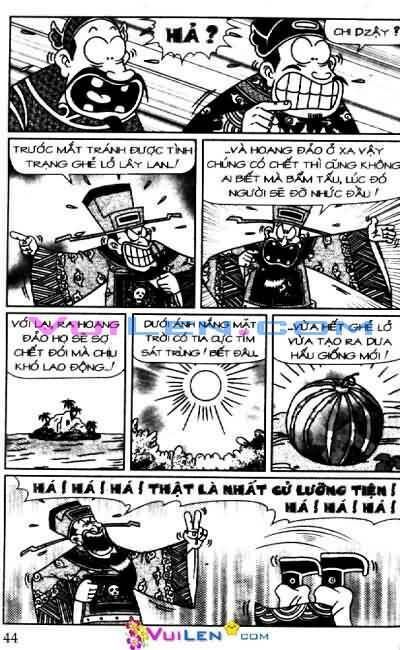 HẢ?
CHI DZẬY?
TRƯỚC MẮT TRÁNH ĐƯỢC TÌNH
TRẠNG GHẺ LỞ LÂY LAN..!
..VÀ HOANG ĐẢO Ở XA VẬY
CHÚNG CÓ CHẾT THÌ CŨNG KHÔNG
AI BIẾT MÀ BẨM TẤU, LÚC ĐÓ
NGƯỜI SẼ ĐỠ NHỨC ĐẦU!
VUILEN.COM
VỚI LẠI RA HOANG
ĐẢO HỌ SẼ SỢ
CHẾT ĐÓI MÀ CHỊU
KHÓ LAO ĐỘNG..!
DƯỚI ÁNH NẮNG MẶT
TRỜI CÓ TIA CỰC TÍM
SÁT TRÙNG! BIẾT ĐÂU..
..VỪA HẾT GHẺ LỞ
VỪA TẠO RA DƯA
HẤU GIỐNG MỚI!
HÁ! HÁ! HÁ! THẬT LÀ NHẤT CỬ LƯỠNG TIỆN!
HÁ! HÁ! HÁ!
44
VUILEN.COM